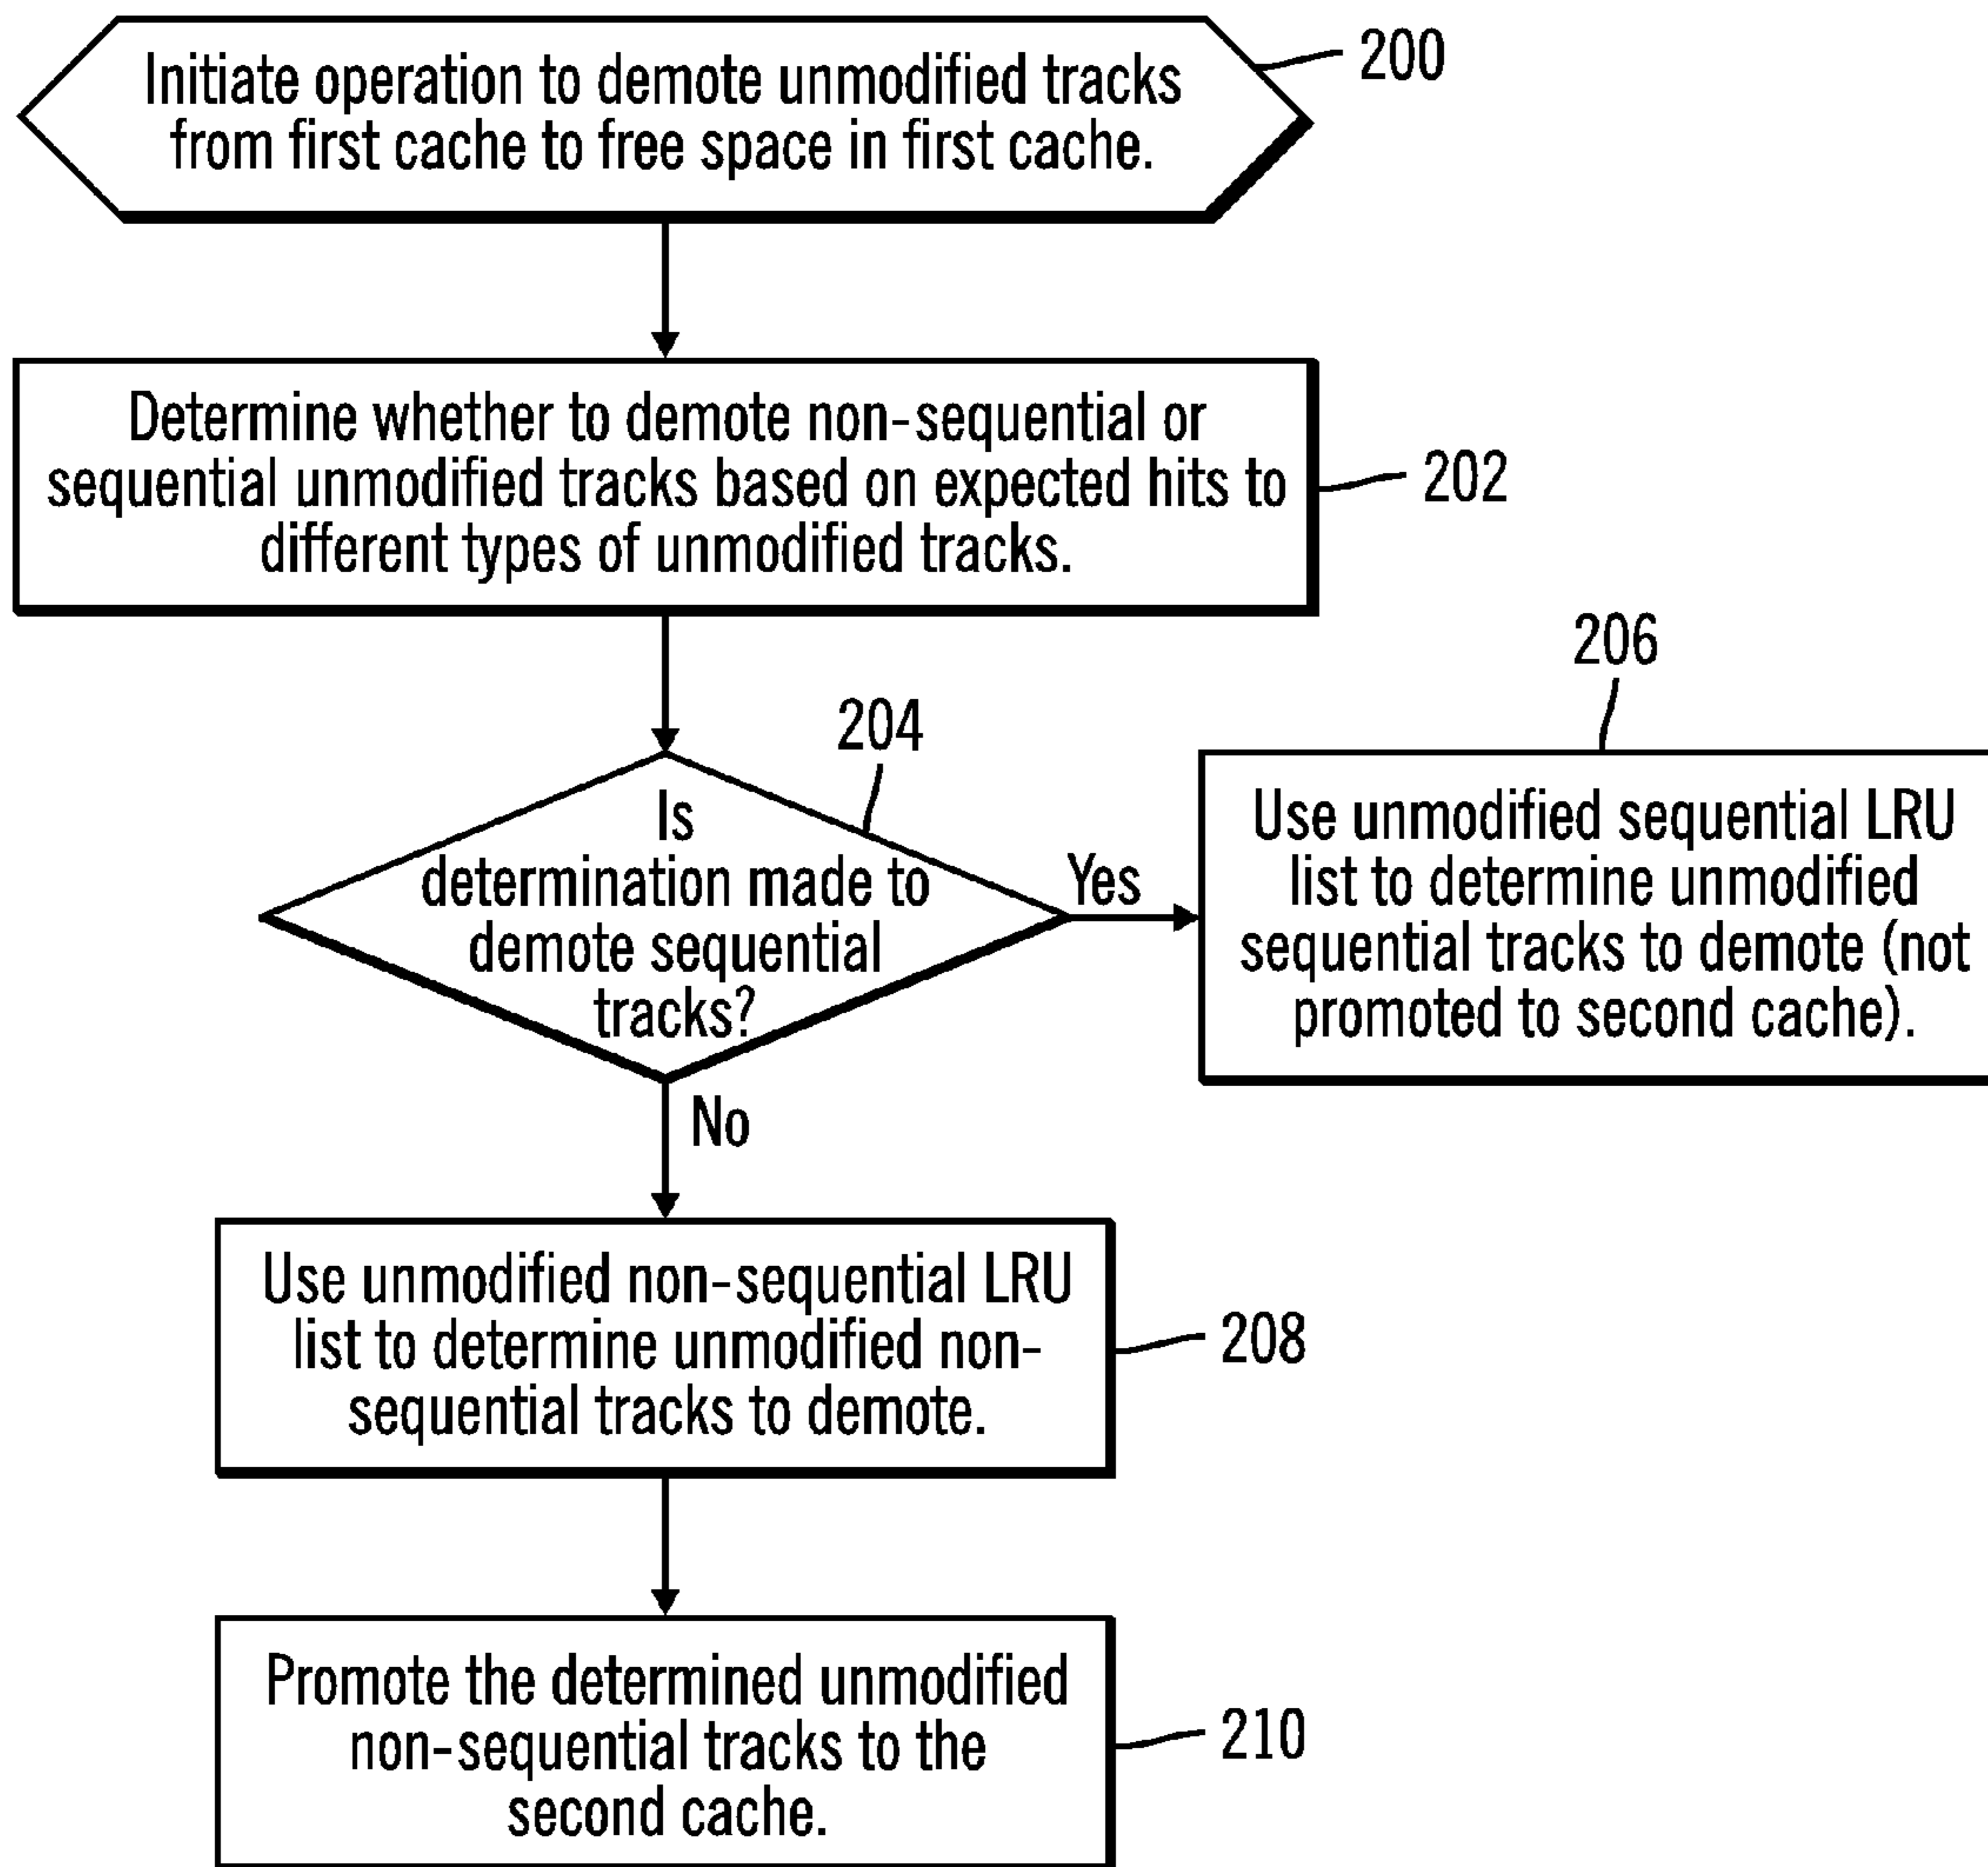 Initiate operation to demote unmodified tracks
from first cache to free space in first cache.
200
Determine whether to demote non-sequential or
sequential unmodified tracks based on expected hits to
different types of unmodified tracks.
202
204
Is
determination made to
demote sequential
tracks?
Yes
No
206
Use unmodified sequential LRU
list to determine unmodified
sequential tracks to demote (not
promoted to second cache).
Use unmodified non-sequential LRU
list to determine unmodified non-
sequential tracks to demote.
208
Promote the determined unmodified
non-sequential tracks to the
second cache.
210